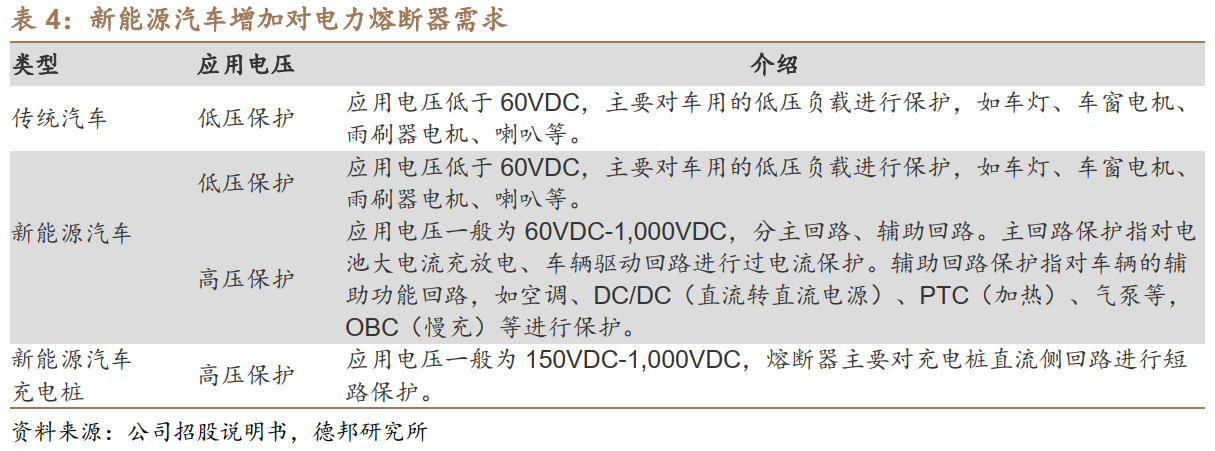 表 4：新能源汽车增加对电力熔断器需求
类型 应用电压 介绍
传统汽车 低压保护 应用电压低于 60VDC，主要对车用的低压负载进行保护，如车灯、车窗电机、
雨刷器电机、喇叭等。
新能源汽车 低压保护 应用电压低于 60VDC，主要对车用的低压负载进行保护，如车灯、车窗电机、
雨刷器电机、喇叭等。
高压保护 应用电压一般为 60VDC-1,000VDC，分主回路、辅助回路。主回路保护指对电
池大电流充放电、车辆驱动回路进行过电流保护。辅助回路保护指对车辆的辅
助功能回路，如空调、DC/DC（直流转直流电源）、PTC（加热）、气泵等，
OBC（慢充）等进行保护。
新能源汽车
充电桩 高压保护 应用电压一般为 150VDC-1,000VDC，熔断器主要对充电桩直流侧回路进行短
路保护。
资料来源：公司招股说明书，德邦研究所